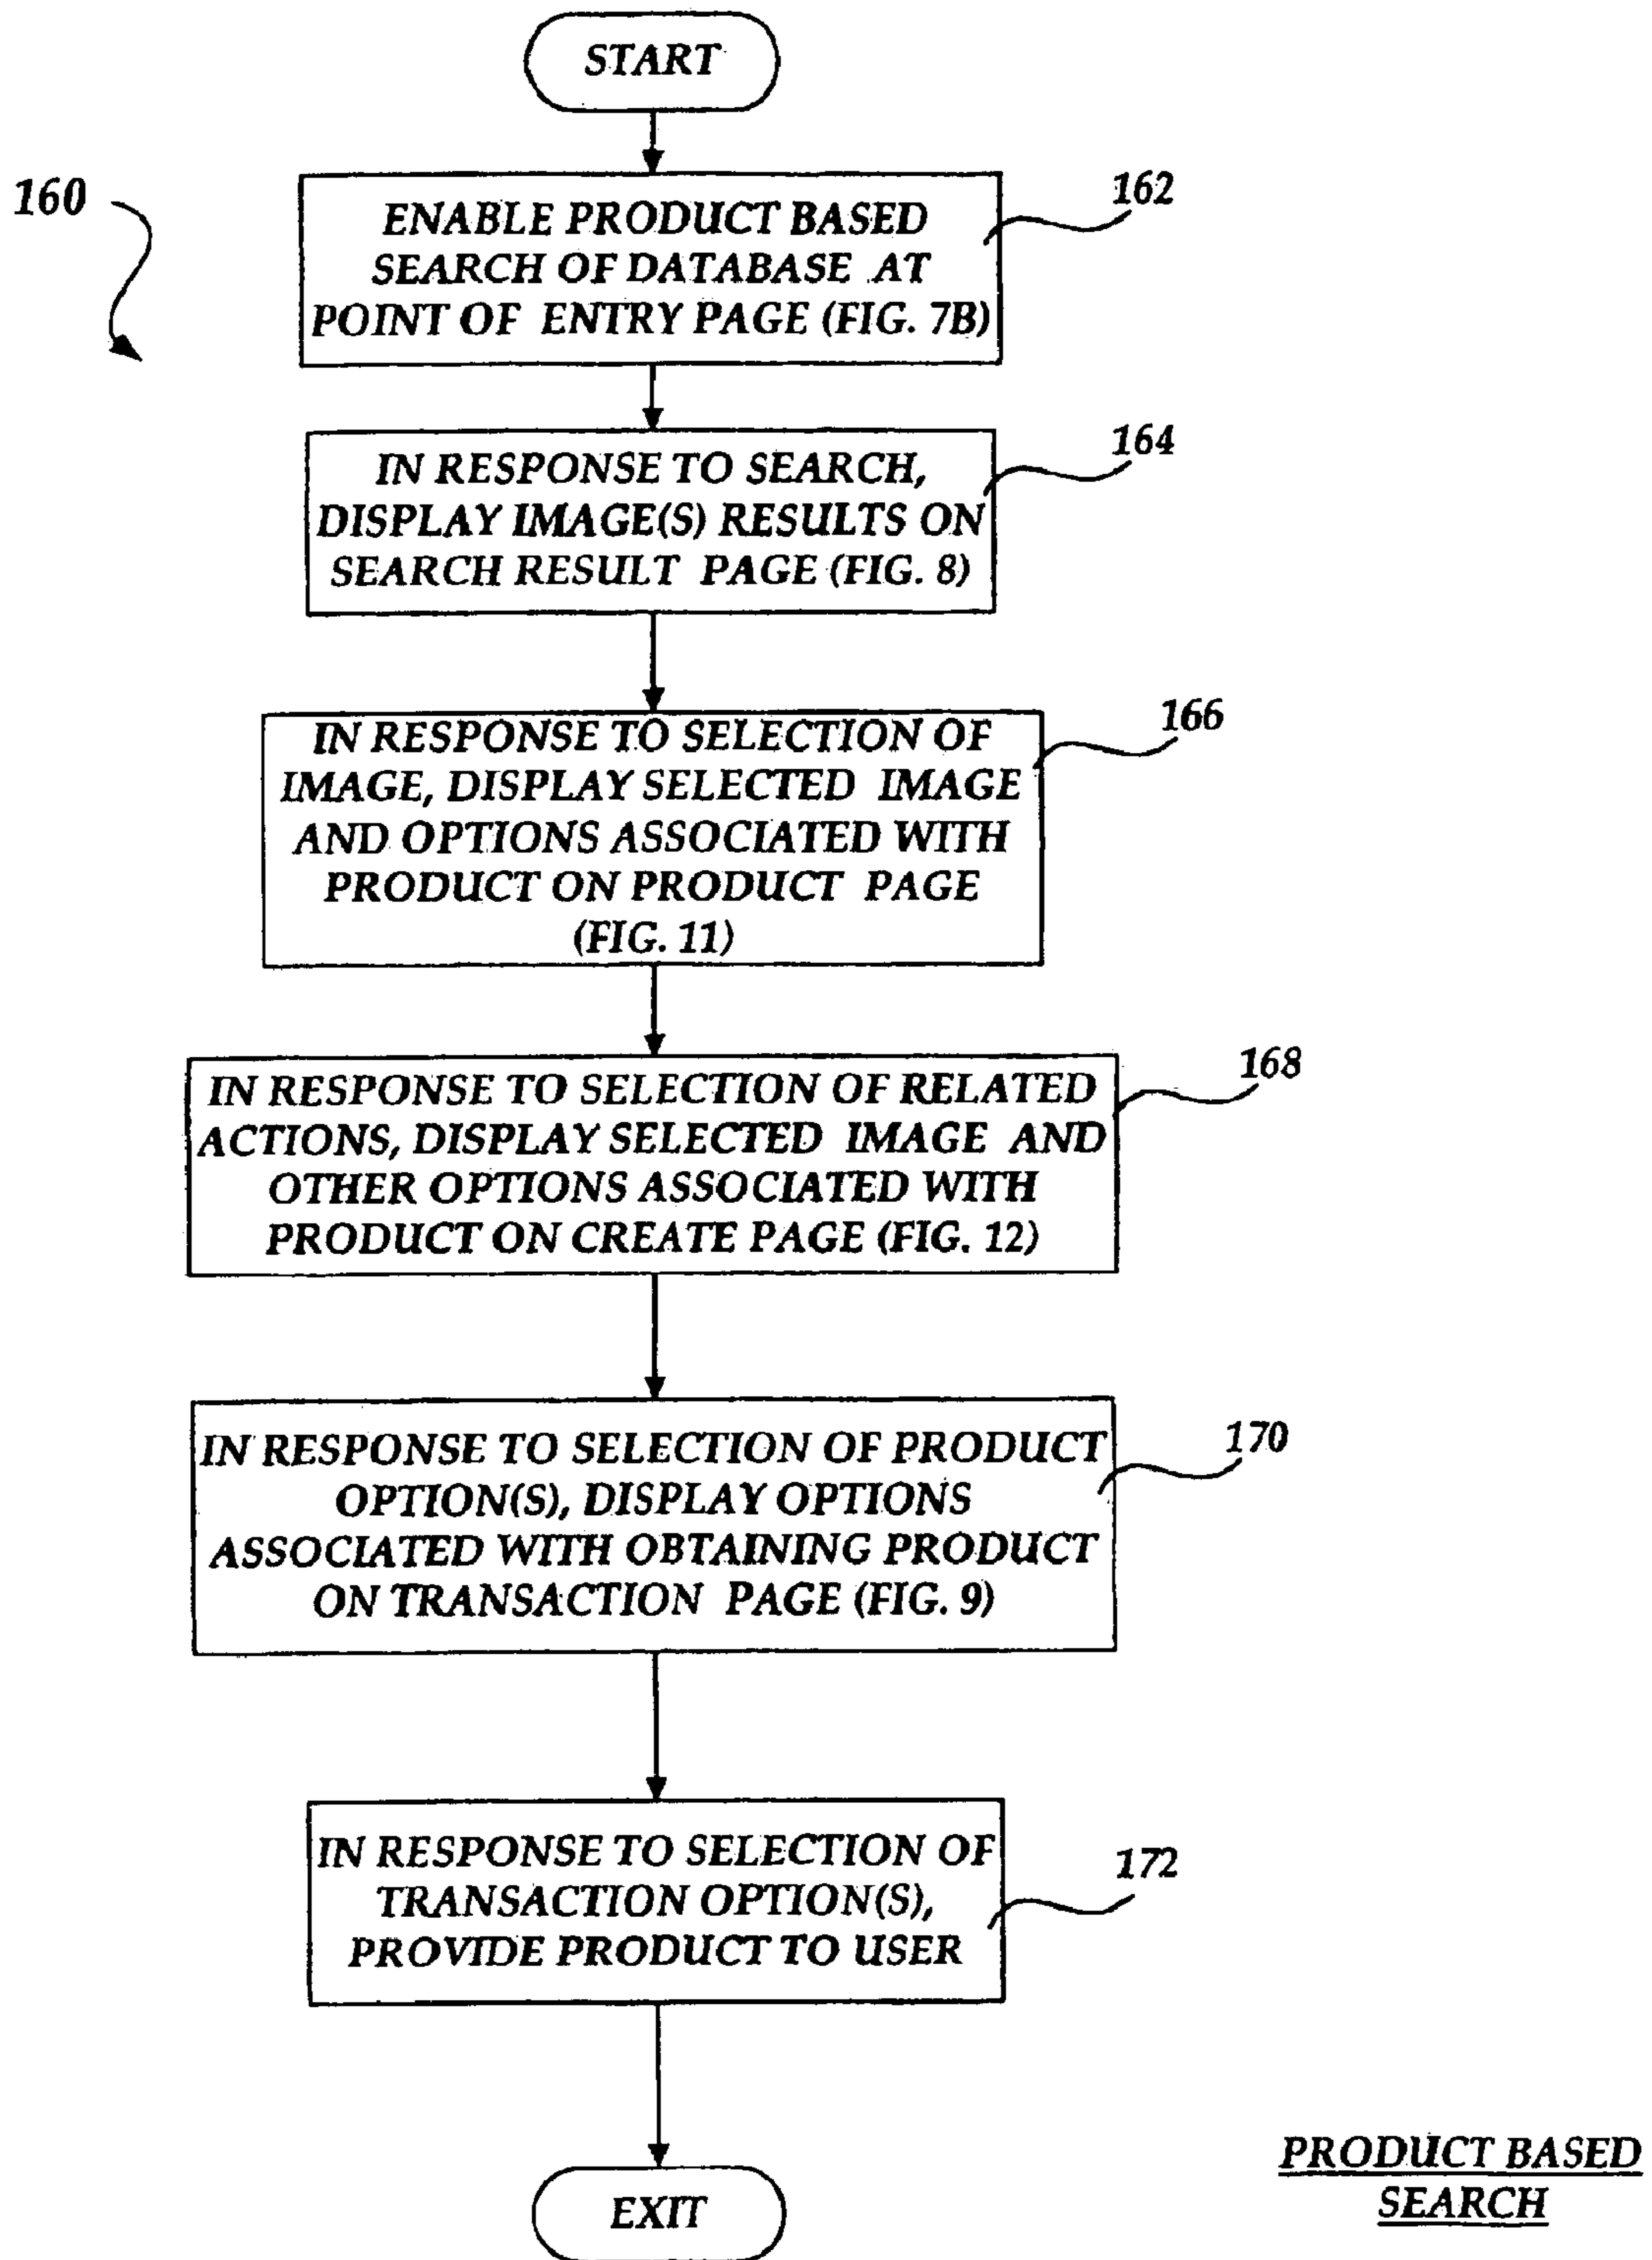 START
160
162
ENABLE PRODUCT BASED
SEARCH OF DATABASE AT
POINT OF ENTRY PAGE (FIG. 7B)
164
IN RESPONSE TO SEARCH,
DISPLAY IMAGE(S) RESULTS ON
SEARCH RESULT PAGE (FIG. 8)
166
IN RESPONSE TO SELECTION OF
IMAGE, DISPLAY SELECTED IMAGE
AND OPTIONS ASSOCIATED WITH
PRODUCT ON PRODUCT PAGE
(FIG. 11)
168
IN RESPONSE TO SELECTION OF RELATED
ACTIONS, DISPLAY SELECTED IMAGE AND
OTHER OPTIONS ASSOCIATED WITH
PRODUCT ON CREATE PAGE (FIG. 12)
170
IN RESPONSE TO SELECTION OF PRODUCT
OPTION(S), DISPLAY OPTIONS
ASSOCIATED WITH OBTAINING PRODUCT
ON TRANSACTION PAGE (FIG. 9)
172
IN RESPONSE TO SELECTION OF
TRANSACTION OPTION(S),
PROVIDE PRODUCT TO USER
EXIT
PRODUCT BASED
SEARCH